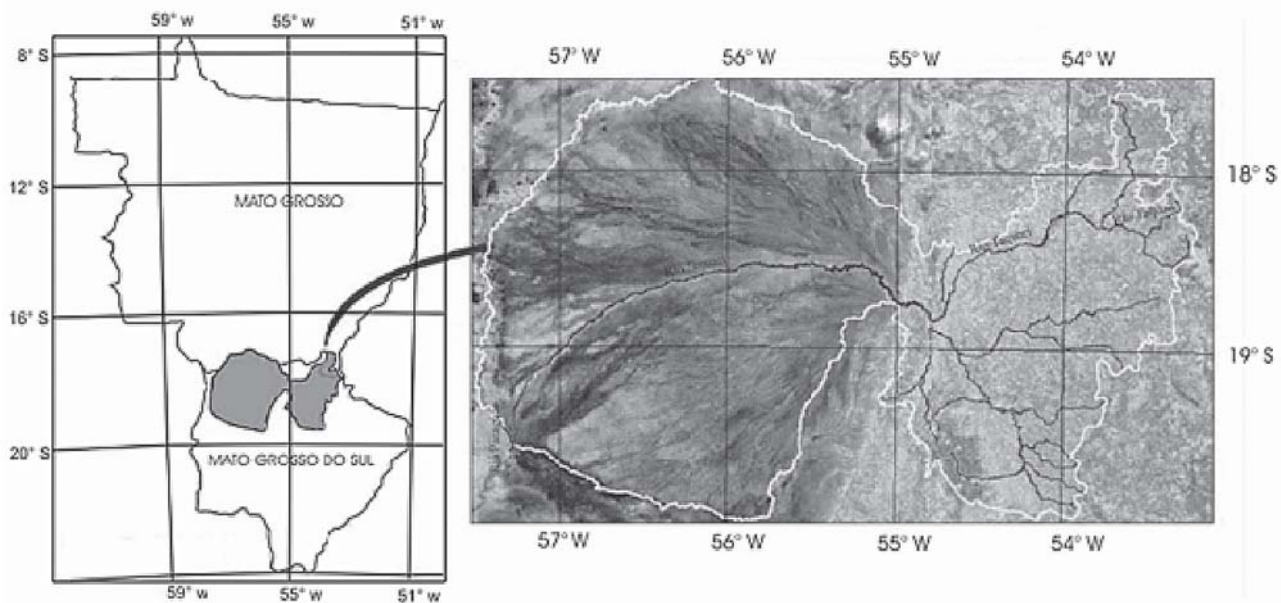 59° w 55° w 51° w
8° S
12° S
MATO GROSSO
16° S
20° S
MATO GROSSO DO SUL
59° w 55° w 51° w
57° W 56° W 55° W 54° W
18° S
19° S
57° W 56° W 55° W 54° W